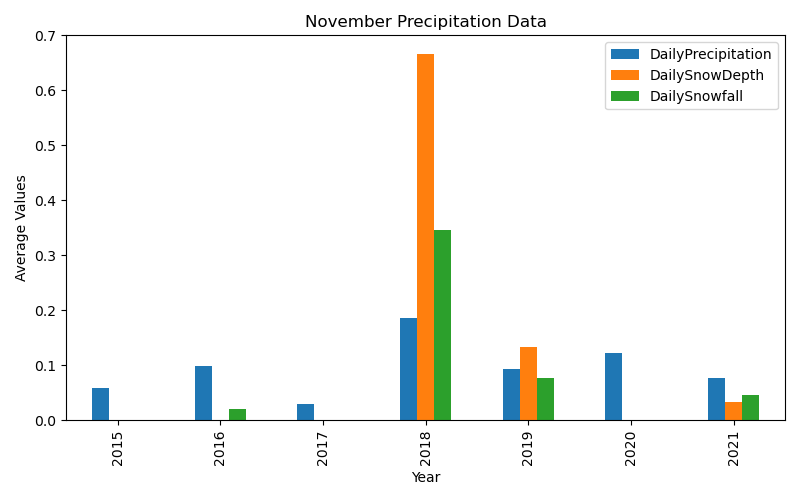 November Precipitation Data
DailyPrecipitation
DailySnowDepth
DailySnowfall
Average Values
0.7
0.6
0.5
0.4
0.3
0.2
0.1
0.0
2015
2016
2017
2018
2019
2020
2021
Year